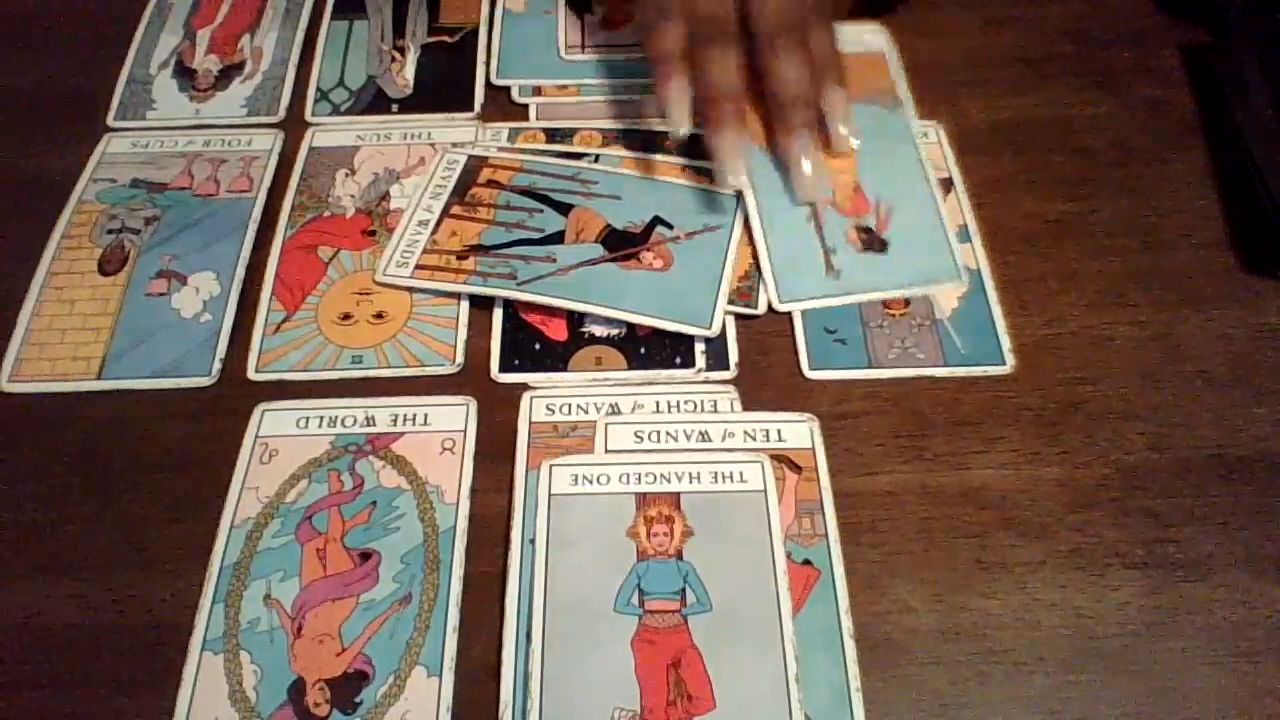 FOUR of CUPS
THE SUN
SEVEN of WANDS
THE WORLD
EIGHT of WANDS
TEN of WANDS
THE HANGED ONE